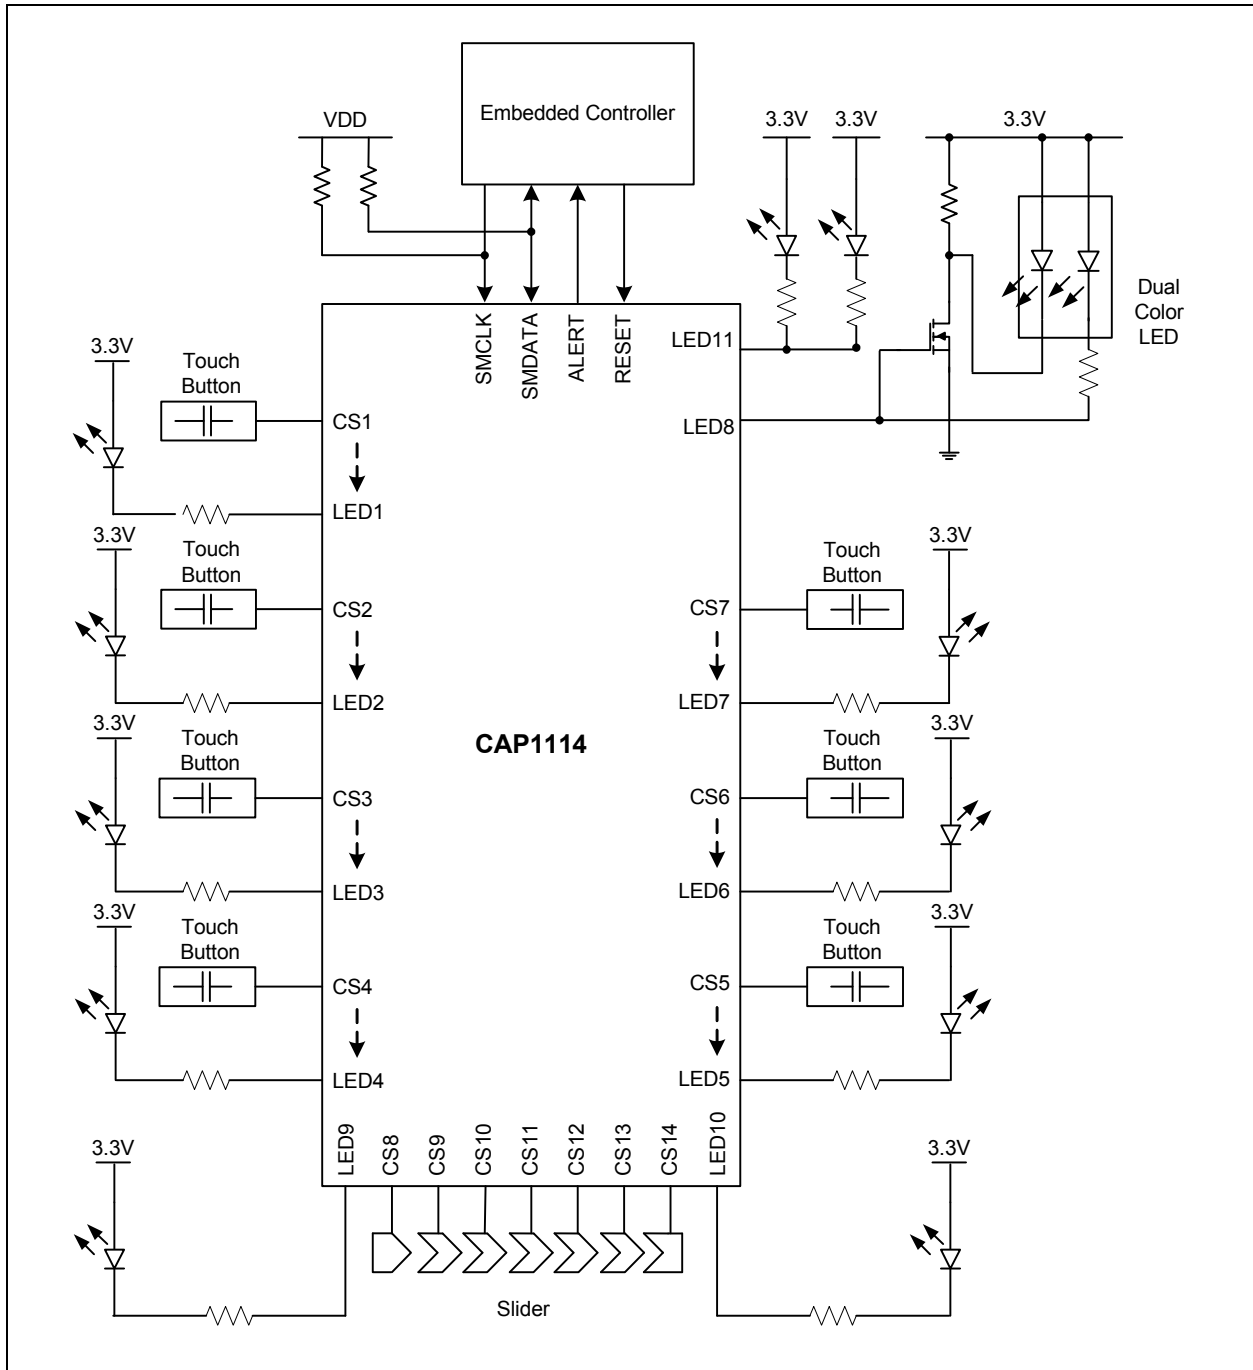 Embedded Controller
VDD
3.3V
3.3V
3.3V
Dual
Color
LED
SMCLK
SMDATA
ALERT
RESET
LED11
LED8
3.3V
Touch
Button
CS1
LED1
3.3V
Touch
Button
CS2
LED2
Touch
Button
3.3V
CS7
LED7
3.3V
Touch
Button
CS3
LED3
CAP1114
Touch
Button
3.3V
CS6
LED6
3.3V
Touch
Button
CS4
LED4
Touch
Button
3.3V
CS5
LED5
3.3V
LED9
CS8
CS9
CS10
CS11
CS12
CS13
CS14
LED10
3.3V
Slider